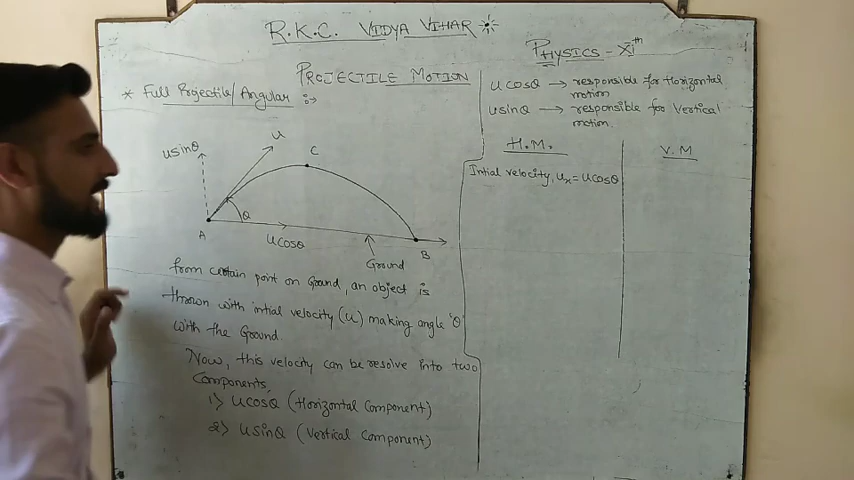 R.K.C. VIDYA VIHAR
PHYSICS - XIth
PROJECTILE MOTION
* Full Projectile/Angular :->
usinθ
u
C
θ
A
ucosθ
B
Ground
from certain point on Ground, an object is
thrown with intial velocity (u) making angle 'θ'
with the Ground.
Now, this velocity can be resolve into two
Components,
1> ucosθ (Horizontal Component)
2> usinθ (Vertical Component)
ucosθ → responsible for Horizontal
motion
usinθ → responsible for Vertical
motion.
H.M.
V.M
Intial velocity, ux = ucosθ